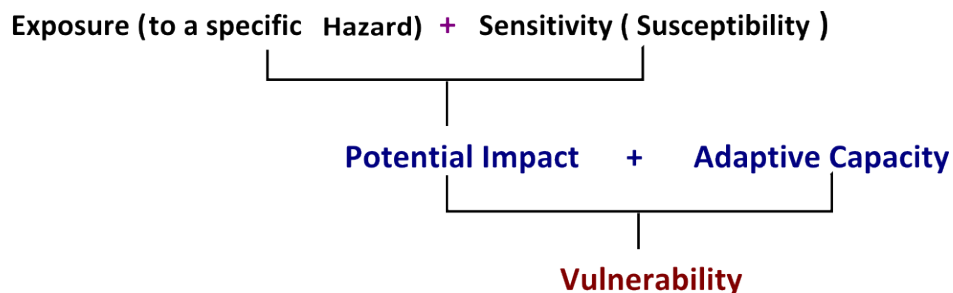 Exposure (to a specific Hazard) + Sensitivity ( Susceptibility )
Potential Impact + Adaptive Capacity
Vulnerability